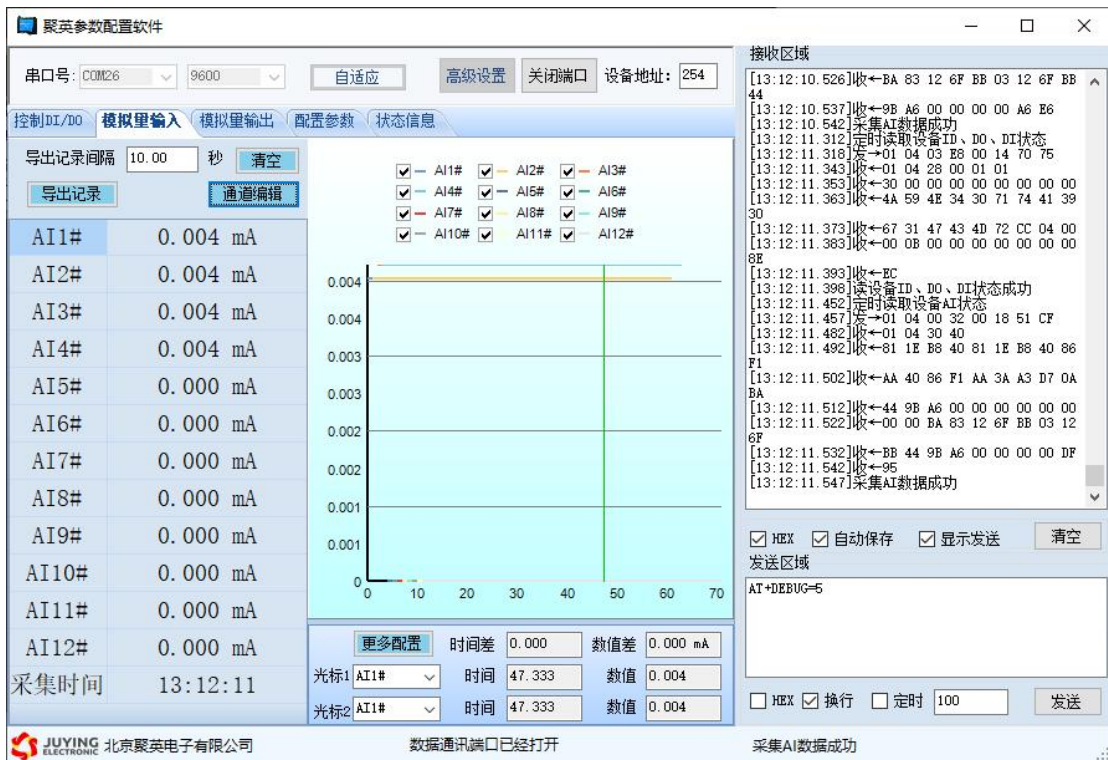 聚英参数配置软件
串口号: COM26 9600 自适应 高级设置 关闭端口 设备地址: 254
控制DI/DO 模拟里输入 模拟里输出 配置参数 状态信息
导出记录间隔 10.00 秒 清空
导出记录 通道编辑
AI1# 0.004 mA
AI2# 0.004 mA
AI3# 0.004 mA
AI4# 0.004 mA
AI5# 0.000 mA
AI6# 0.000 mA
AI7# 0.000 mA
AI8# 0.000 mA
AI9# 0.000 mA
AI10# 0.000 mA
AI11# 0.000 mA
AI12# 0.000 mA
采集时间 13:12:11
AI1# AI2# AI3#
AI4# AI5# AI6#
AI7# AI8# AI9#
AI10# AI11# AI12#
0.004
0.004
0.003
0.003
0.002
0.002
0.001
0.001
0
0 10 20 30 40 50 60 70
更多配置 时间差 0.000 数值差 0.000 mA
光标1 AI1# 时间 47.333 数值 0.004
光标2 AI1# 时间 47.333 数值 0.004
接收区域
[13:12:10.526]收←BA 83 12 6F BB 03 12 6F BB
44
[13:12:10.537]收←9B A6 00 00 00 00 A6 E6
[13:12:10.542]采集AI数据成功
[13:12:11.312]定时读取设备ID、DO、DI状态
[13:12:11.318]发→01 04 03 E8 00 14 70 75
[13:12:11.343]收←01 04 28 00 01 01
[13:12:11.353]收←30 00 00 00 00 00 00 00 00
[13:12:11.363]收←4A 59 4E 34 30 71 74 41 39
30
[13:12:11.373]收←67 31 47 43 4D 72 CC 04 00
[13:12:11.383]收←00 0B 00 00 00 00 00 00 00
8E
[13:12:11.393]收←EC
[13:12:11.398]读设备ID、DO、DI状态成功
[13:12:11.452]定时读取设备AI状态
[13:12:11.457]发→01 04 00 32 00 18 51 CF
[13:12:11.482]收←01 04 30 40
[13:12:11.492]收←81 1E B8 40 81 1E B8 40 86
F1
[13:12:11.502]收←AA 40 86 F1 AA 3A A3 D7 0A
BA
[13:12:11.512]收←44 9B A6 00 00 00 00 00 00
[13:12:11.522]收←00 00 BA 83 12 6F BB 03 12
6F
[13:12:11.532]收←BB 44 9B A6 00 00 00 00 DF
[13:12:11.542]收←95
[13:12:11.547]采集AI数据成功
HEX 自动保存 显示发送 清空
发送区域
AT+DEBUG=5
HEX 换行 定时 100 发送
JUYING ELECTRONIC 北京聚英电子有限公司 数据通讯端口已经打开 采集AI数据成功